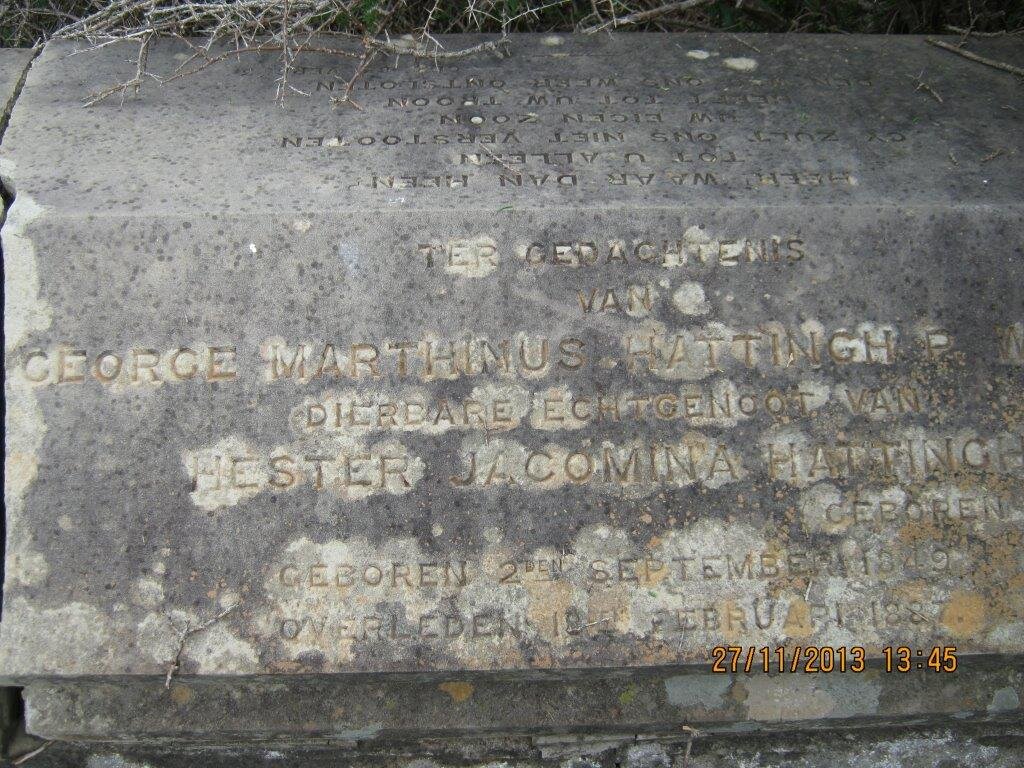 TER GEDACHTENIS
VAN
GEORGE MARTHINUS HATTINGH P.
DIERBARE ECHTGENOOT VAN
HESTER JACOMINA HATTINGH
GEBOREN
GEBOREN 2DEN SEPTEMBER 1849
OVERLEDEN FEBRUARI
HEER, WAAR DAN HEEN
TOT U ALLEEN
GY ZULT ONS NIET VERSTOOTEN
UW EIGEN ZOON
HEEFT TOT UW TROON
ONS WEER ONTSLOTEN
27/11/2013 13:45